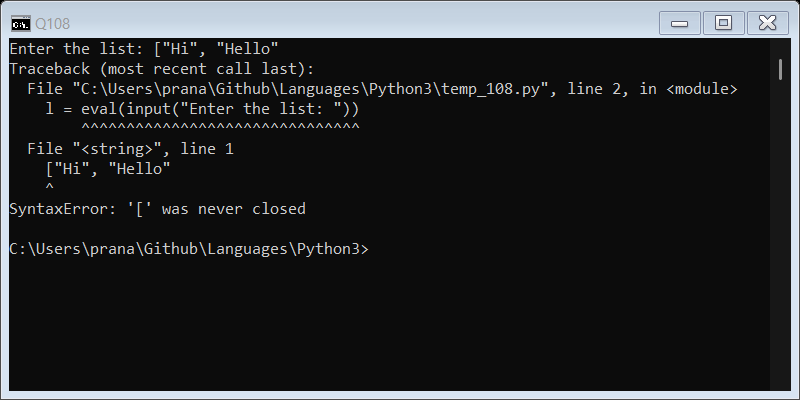 Q108
Enter the list: ["Hi", "Hello"
Traceback (most recent call last):
  File "C:\Users\prana\Github\Languages\Python3\temp_108.py", line 2, in <module>
    l = eval(input("Enter the list: "))
        ^^^^^^^^^^^^^^^^^^^^^^^^^^^^^^^
  File "<string>", line 1
    ["Hi", "Hello"
    ^
SyntaxError: '[' was never closed
C:\Users\prana\Github\Languages\Python3>